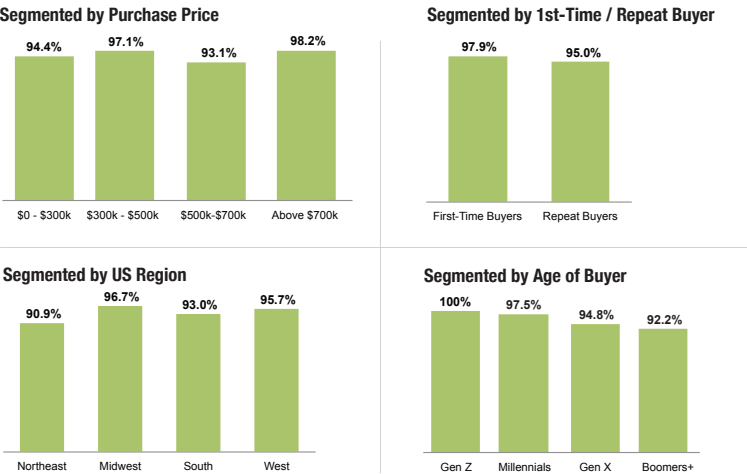 Segmented by Purchase Price
94.4% 97.1% 93.1% 98.2%
$0 - $300k $300k - $500k $500k-$700k Above $700k
Segmented by 1st-Time / Repeat Buyer
97.9% 95.0%
First-Time Buyers Repeat Buyers
Segmented by US Region
90.9% 96.7% 93.0% 95.7%
Northeast Midwest South West
Segmented by Age of Buyer
100% 97.5% 94.8% 92.2%
Gen Z Millennials Gen X Boomers+